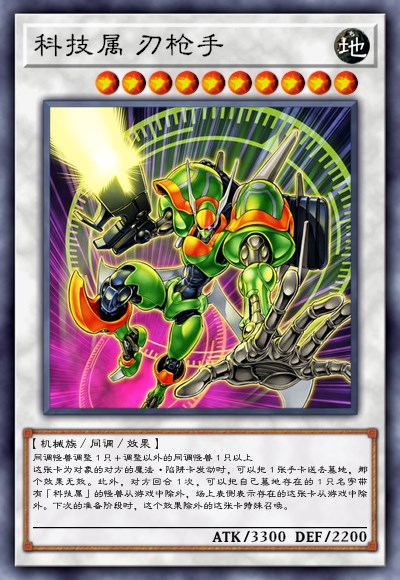 科技属 刃枪手
地
【机械族／同调／效果】
同调怪兽调整1只＋调整以外的同调怪兽1只以上
这张卡为对象的对方的魔法·陷阱卡发动时，可以把1张手卡送去墓地，那
个效果无效。此外，对方回合1次，可以把自己墓地存在的1只名字带
有「科技属」的怪兽从游戏中除外，场上表侧表示存在的这张卡从游戏中除
外。下次的准备阶段时，这个效果除外的这张卡特殊召唤。
ATK/3300 DEF/2200